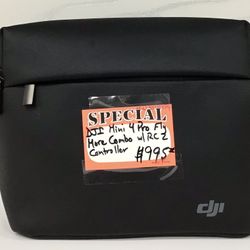 SPECIAL
DJI Mini 4 Pro Fly
More Combo w/ RC 2
Controller
$995
dji